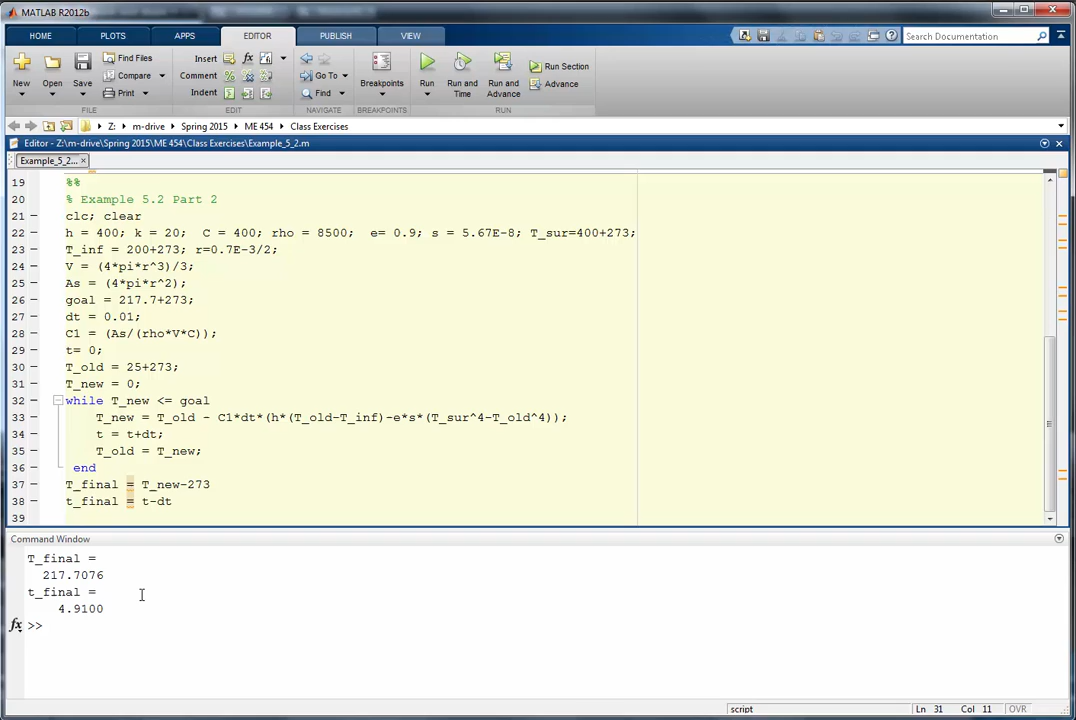 MATLAB R2012b
HOME PLOTS APPS EDITOR PUBLISH VIEW Search Documentation
New Open Save Find Files Compare Print Insert Comment Indent fx Go To Find Breakpoints Run Run and Time Run and Advance Run Section Advance
FILE EDIT NAVIGATE BREAKPOINTS RUN
Z: m-drive Spring 2015 ME 454 Class Exercises
Editor - Z:\m-drive\Spring 2015\ME 454\Class Exercises\Example_5_2.m
Example_5_2...
19 %%
20 % Example 5.2 Part 2
21 clc; clear
22 h = 400; k = 20; C = 400; rho = 8500; e= 0.9; s = 5.67E-8; T_sur=400+273;
23 T_inf = 200+273; r=0.7E-3/2;
24 V = (4*pi*r^3)/3;
25 As = (4*pi*r^2);
26 goal = 217.7+273;
27 dt = 0.01;
28 C1 = (As/(rho*V*C));
29 t= 0;
30 T_old = 25+273;
31 T_new = 0;
32 while T_new <= goal
33 T_new = T_old - C1*dt*(h*(T_old-T_inf)-e*s*(T_sur^4-T_old^4));
34 t = t+dt;
35 T_old = T_new;
36 end
37 T_final = T_new-273
38 t_final = t-dt
39
Command Window
T_final =
217.7076
t_final =
4.9100
fx >>
script Ln 31 Col 11 OVR